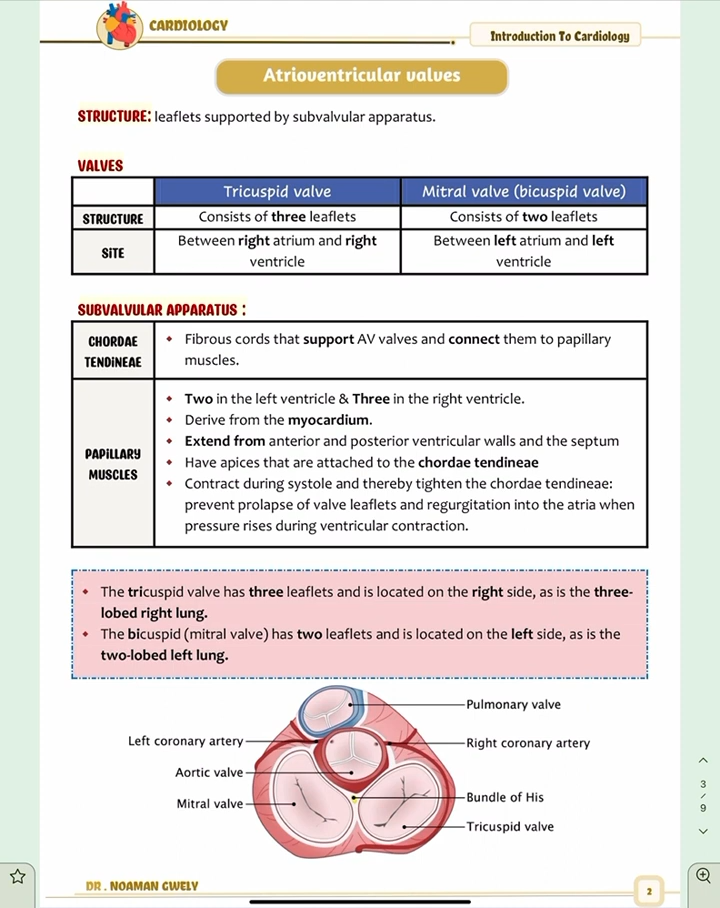 CARDIOLOGY
Introduction To Cardiology
Atrioventricular valves
STRUCTURE: leaflets supported by subvalvular apparatus.
VALVES
Tricuspid valve
Mitral valve (bicuspid valve)
STRUCTURE
Consists of three leaflets
Consists of two leaflets
SITE
Between right atrium and right
ventricle
Between left atrium and left
ventricle
SUBVALVULAR APPARATUS :
CHORDAE
TENDINEAE
Fibrous cords that support AV valves and connect them to papillary
muscles.
PAPILLARY
MUSCLES
Two in the left ventricle & Three in the right ventricle.
Derive from the myocardium.
Extend from anterior and posterior ventricular walls and the septum
Have apices that are attached to the chordae tendineae
Contract during systole and thereby tighten the chordae tendineae:
prevent prolapse of valve leaflets and regurgitation into the atria when
pressure rises during ventricular contraction.
The tricuspid valve has three leaflets and is located on the right side, as is the three-
lobed right lung.
The bicuspid (mitral valve) has two leaflets and is located on the left side, as is the
two-lobed left lung.
Pulmonary valve
Left coronary artery
Right coronary artery
Aortic valve
Mitral valve
Bundle of His
Tricuspid valve
3
/
9
DR . NOAMAN GWELY
2